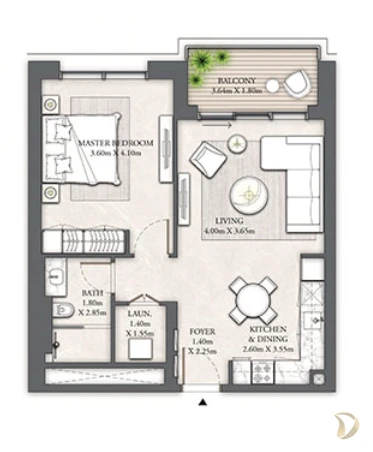 BALCONY
3.64m X 1.80m
MASTER BEDROOM
3.60m X 4.10m
LIVING
4.00m X 3.65m
BATH
1.80m
X 2.85m
LAUN.
1.40m
X 1.55m
FOYER
1.40m
X 2.25m
KITCHEN
& DINING
2.60m X 3.55m